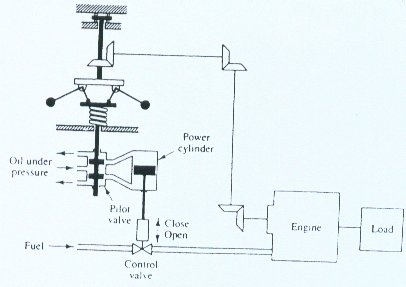 Power
cylinder
Oil under
pressure
Pilot
valve
Close
Open
Fuel
Control
valve
Engine
Load